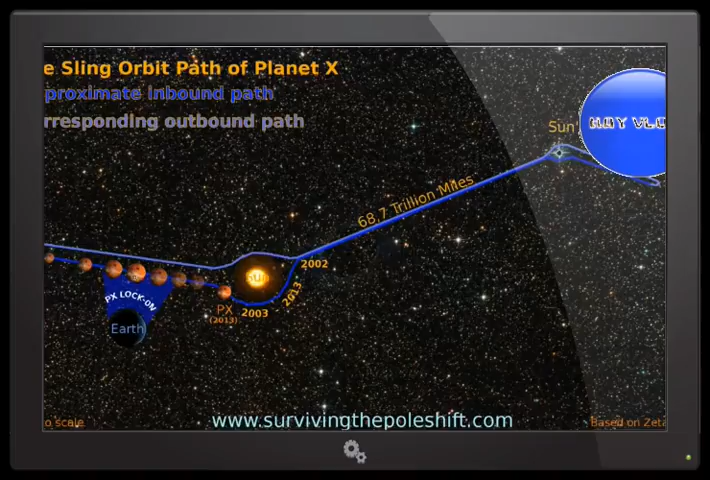 e Sling Orbit Path of Planet X
proximate inbound path
rresponding outbound path
Sun
68.7 Trillion Miles
2002
Sun
2013
PX LOCK-ON
PX
(2013)
2003
Earth
www.survivingthepoleshift.com
o scale
Based on Zeta